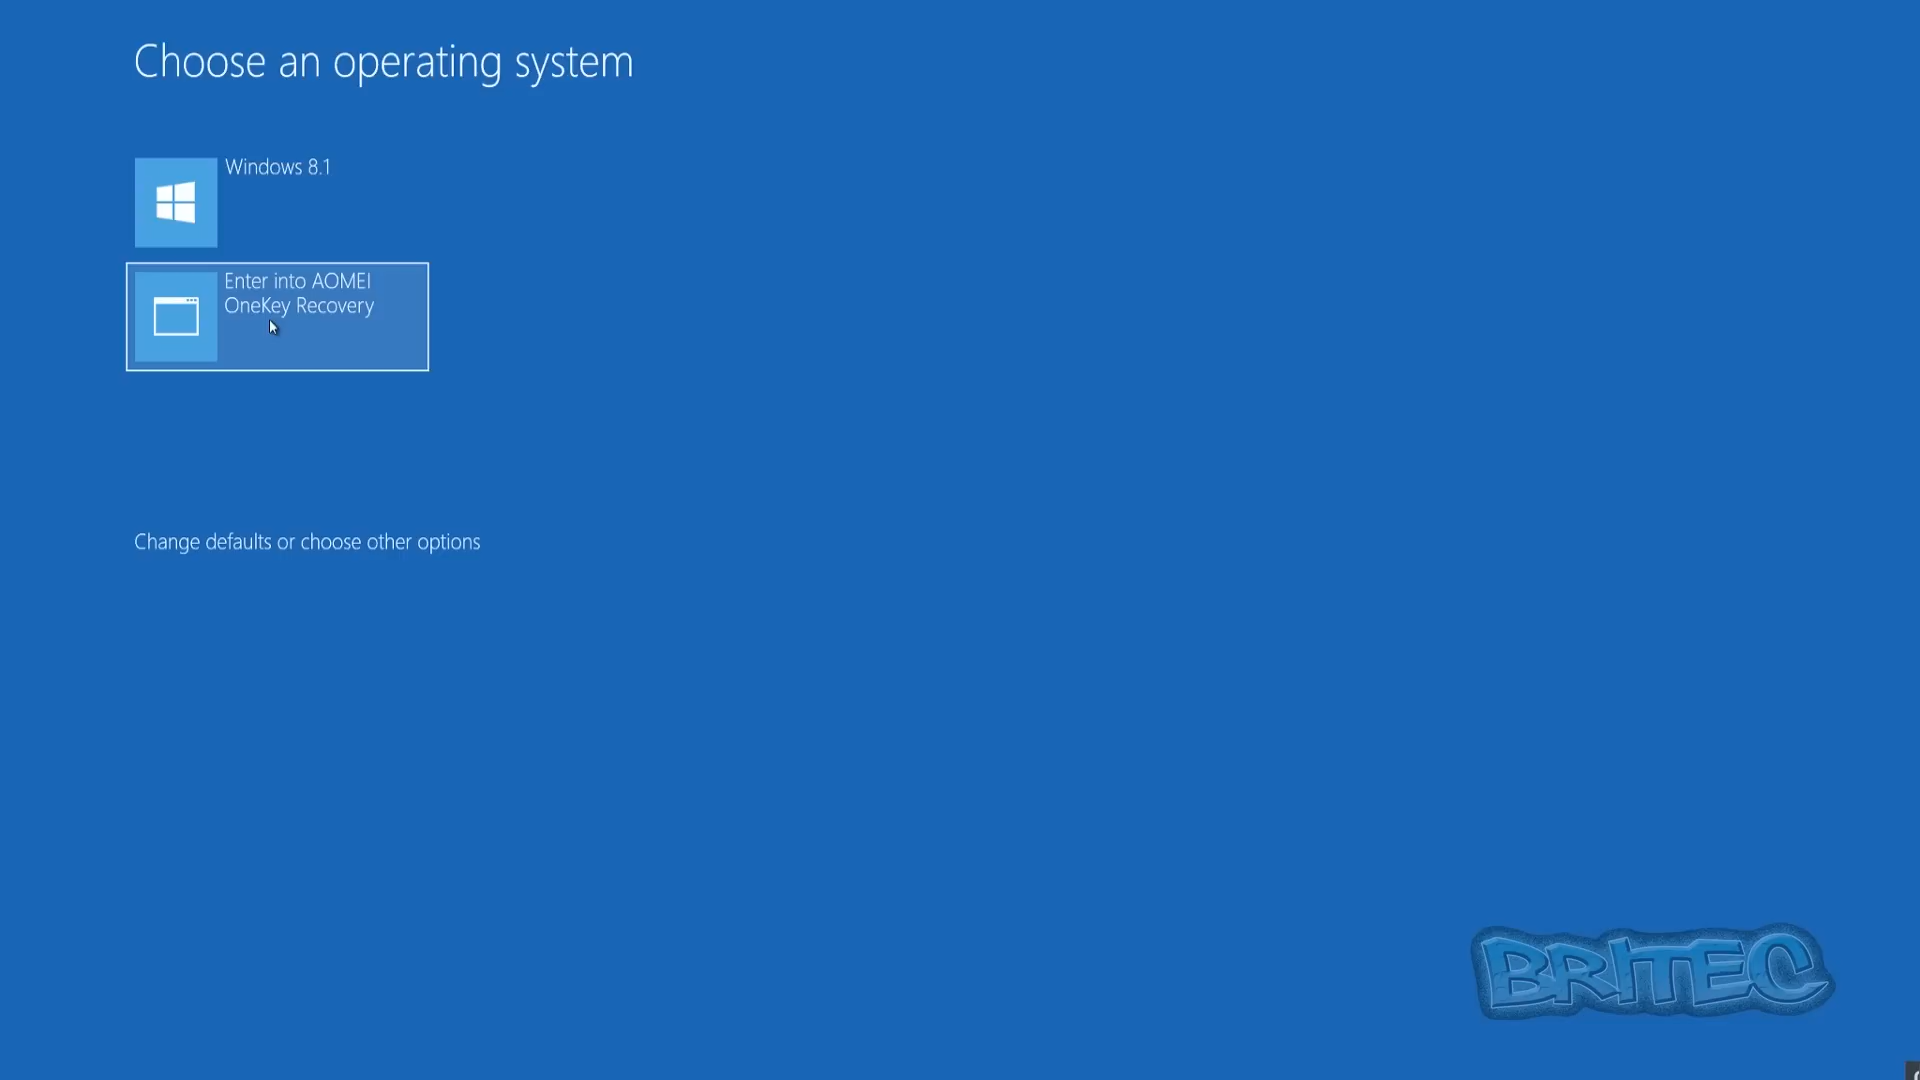 Choose an operating system
Windows 8.1
Enter into AOMEI
OneKey Recovery
Change defaults or choose other options
BRITEC